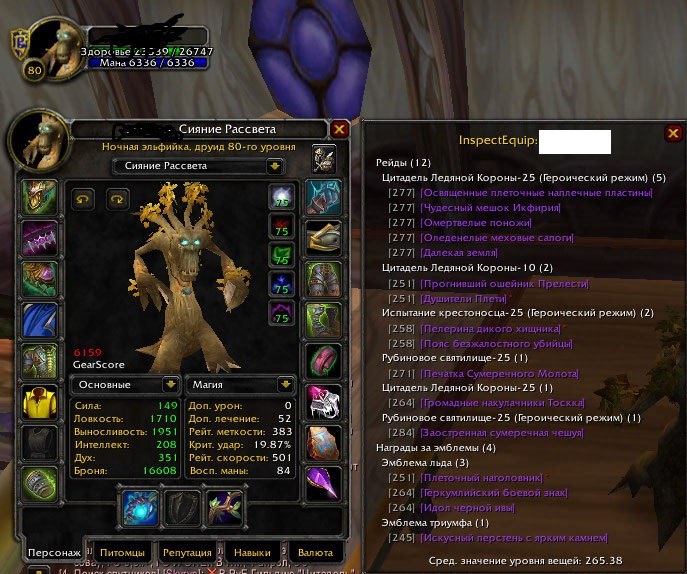 Здоровье 23539 / 26747
Мана 6336 / 6336
80
Сияние Рассвета
Ночная эльфийка, друид 80-го уровня
Сияние Рассвета
75
75
75
75
75
6159
GearScore
Основные
Магия
Сила: 149
Ловкость: 1710
Выносливость: 1951
Интеллект: 208
Дух: 351
Броня: 16608
Доп. урон: 0
Доп. лечение: 52
Рейт. меткости: 383
Крит. удар: 19.87%
Рейт. скорости: 501
Восп. маны: 84
Персонаж
Питомцы
Репутация
Навыки
Валюта
InspectEquip:
Рейды (12)
Цитадель Ледяной Короны-25 (Героический режим) (5)
[277] [Освященные плеточные наплечные пластины]
[277] [Чудесный мешок Икфирия]
[277] [Омертвелые поножи]
[277] [Оледенелые меховые сапоги]
[277] [Далекая земля]
Цитадель Ледяной Короны-10 (2)
[251] [Прогнивший ошейник Прелести]
[251] [Душители Плети]
Испытание крестоносца-25 (Героический режим) (2)
[258] [Пелерина дикого хищника]
[258] [Пояс безжалостного убийцы]
Рубиновое святилище-25 (1)
[271] [Печатка Сумеречного Молота]
Цитадель Ледяной Короны-25 (1)
[264] [Громадные накулачники Тоскка]
Рубиновое святилище-25 (Героический режим) (1)
[284] [Заостренная сумеречная чешуя]
Награды за эмблемы (4)
Эмблема льда (3)
[251] [Плеточный наголовник]
[264] [Геркумлийский боевой знак]
[264] [Идол черной ивы]
Эмблема триумфа (1)
[245] [Искусный перстень с ярким камнем]
Сред. значение уровня вещей: 265.38